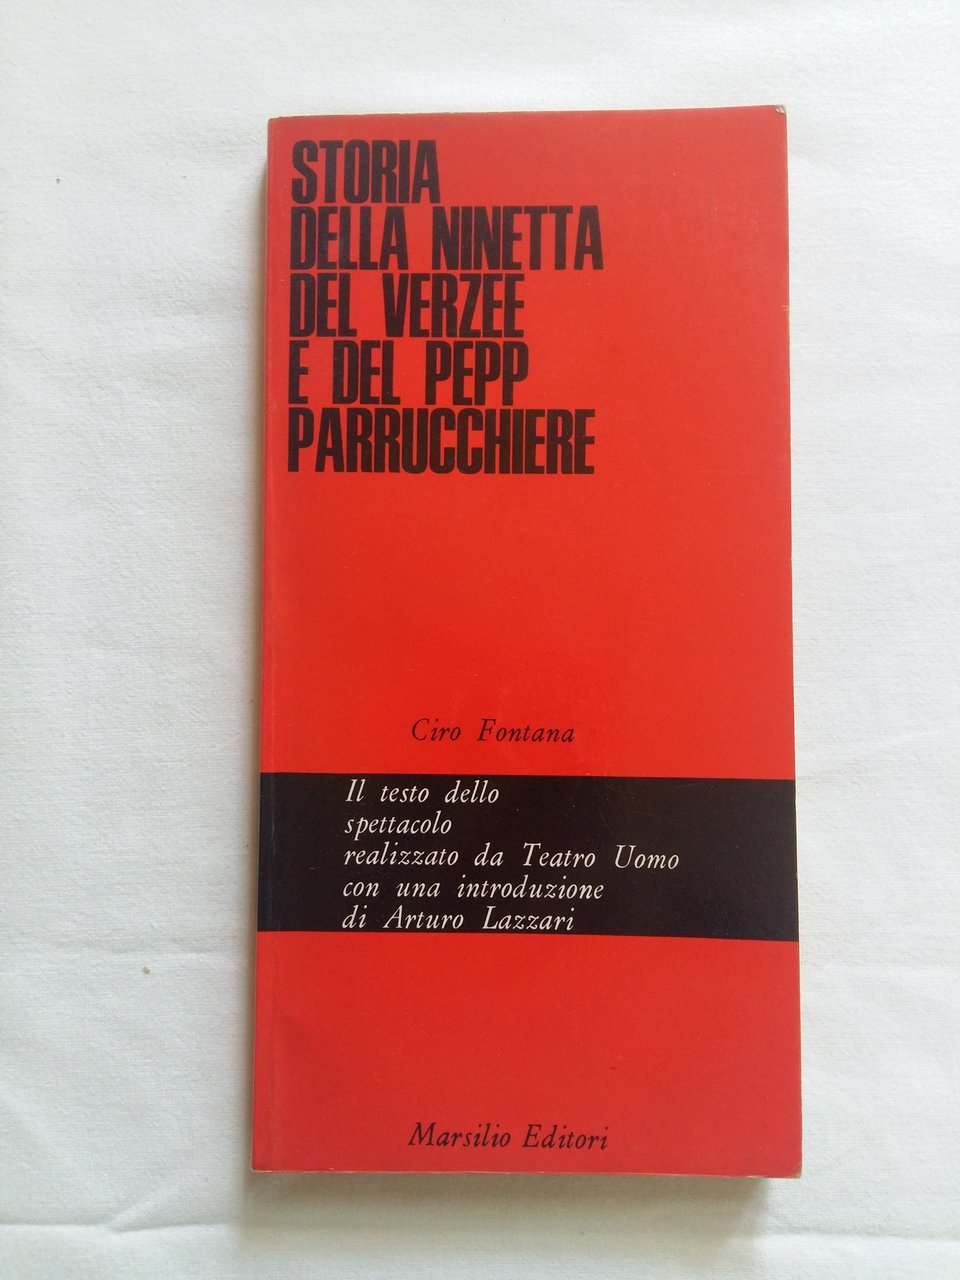 STORIA
DELLA NINETTA
DEL VERZEE
E DEL PEPP
PARRUCCHIERE
Ciro Fontana
Il testo dello
spettacolo
realizzato da Teatro Uomo
con una introduzione
di Arturo Lazzari
Marsilio Editori